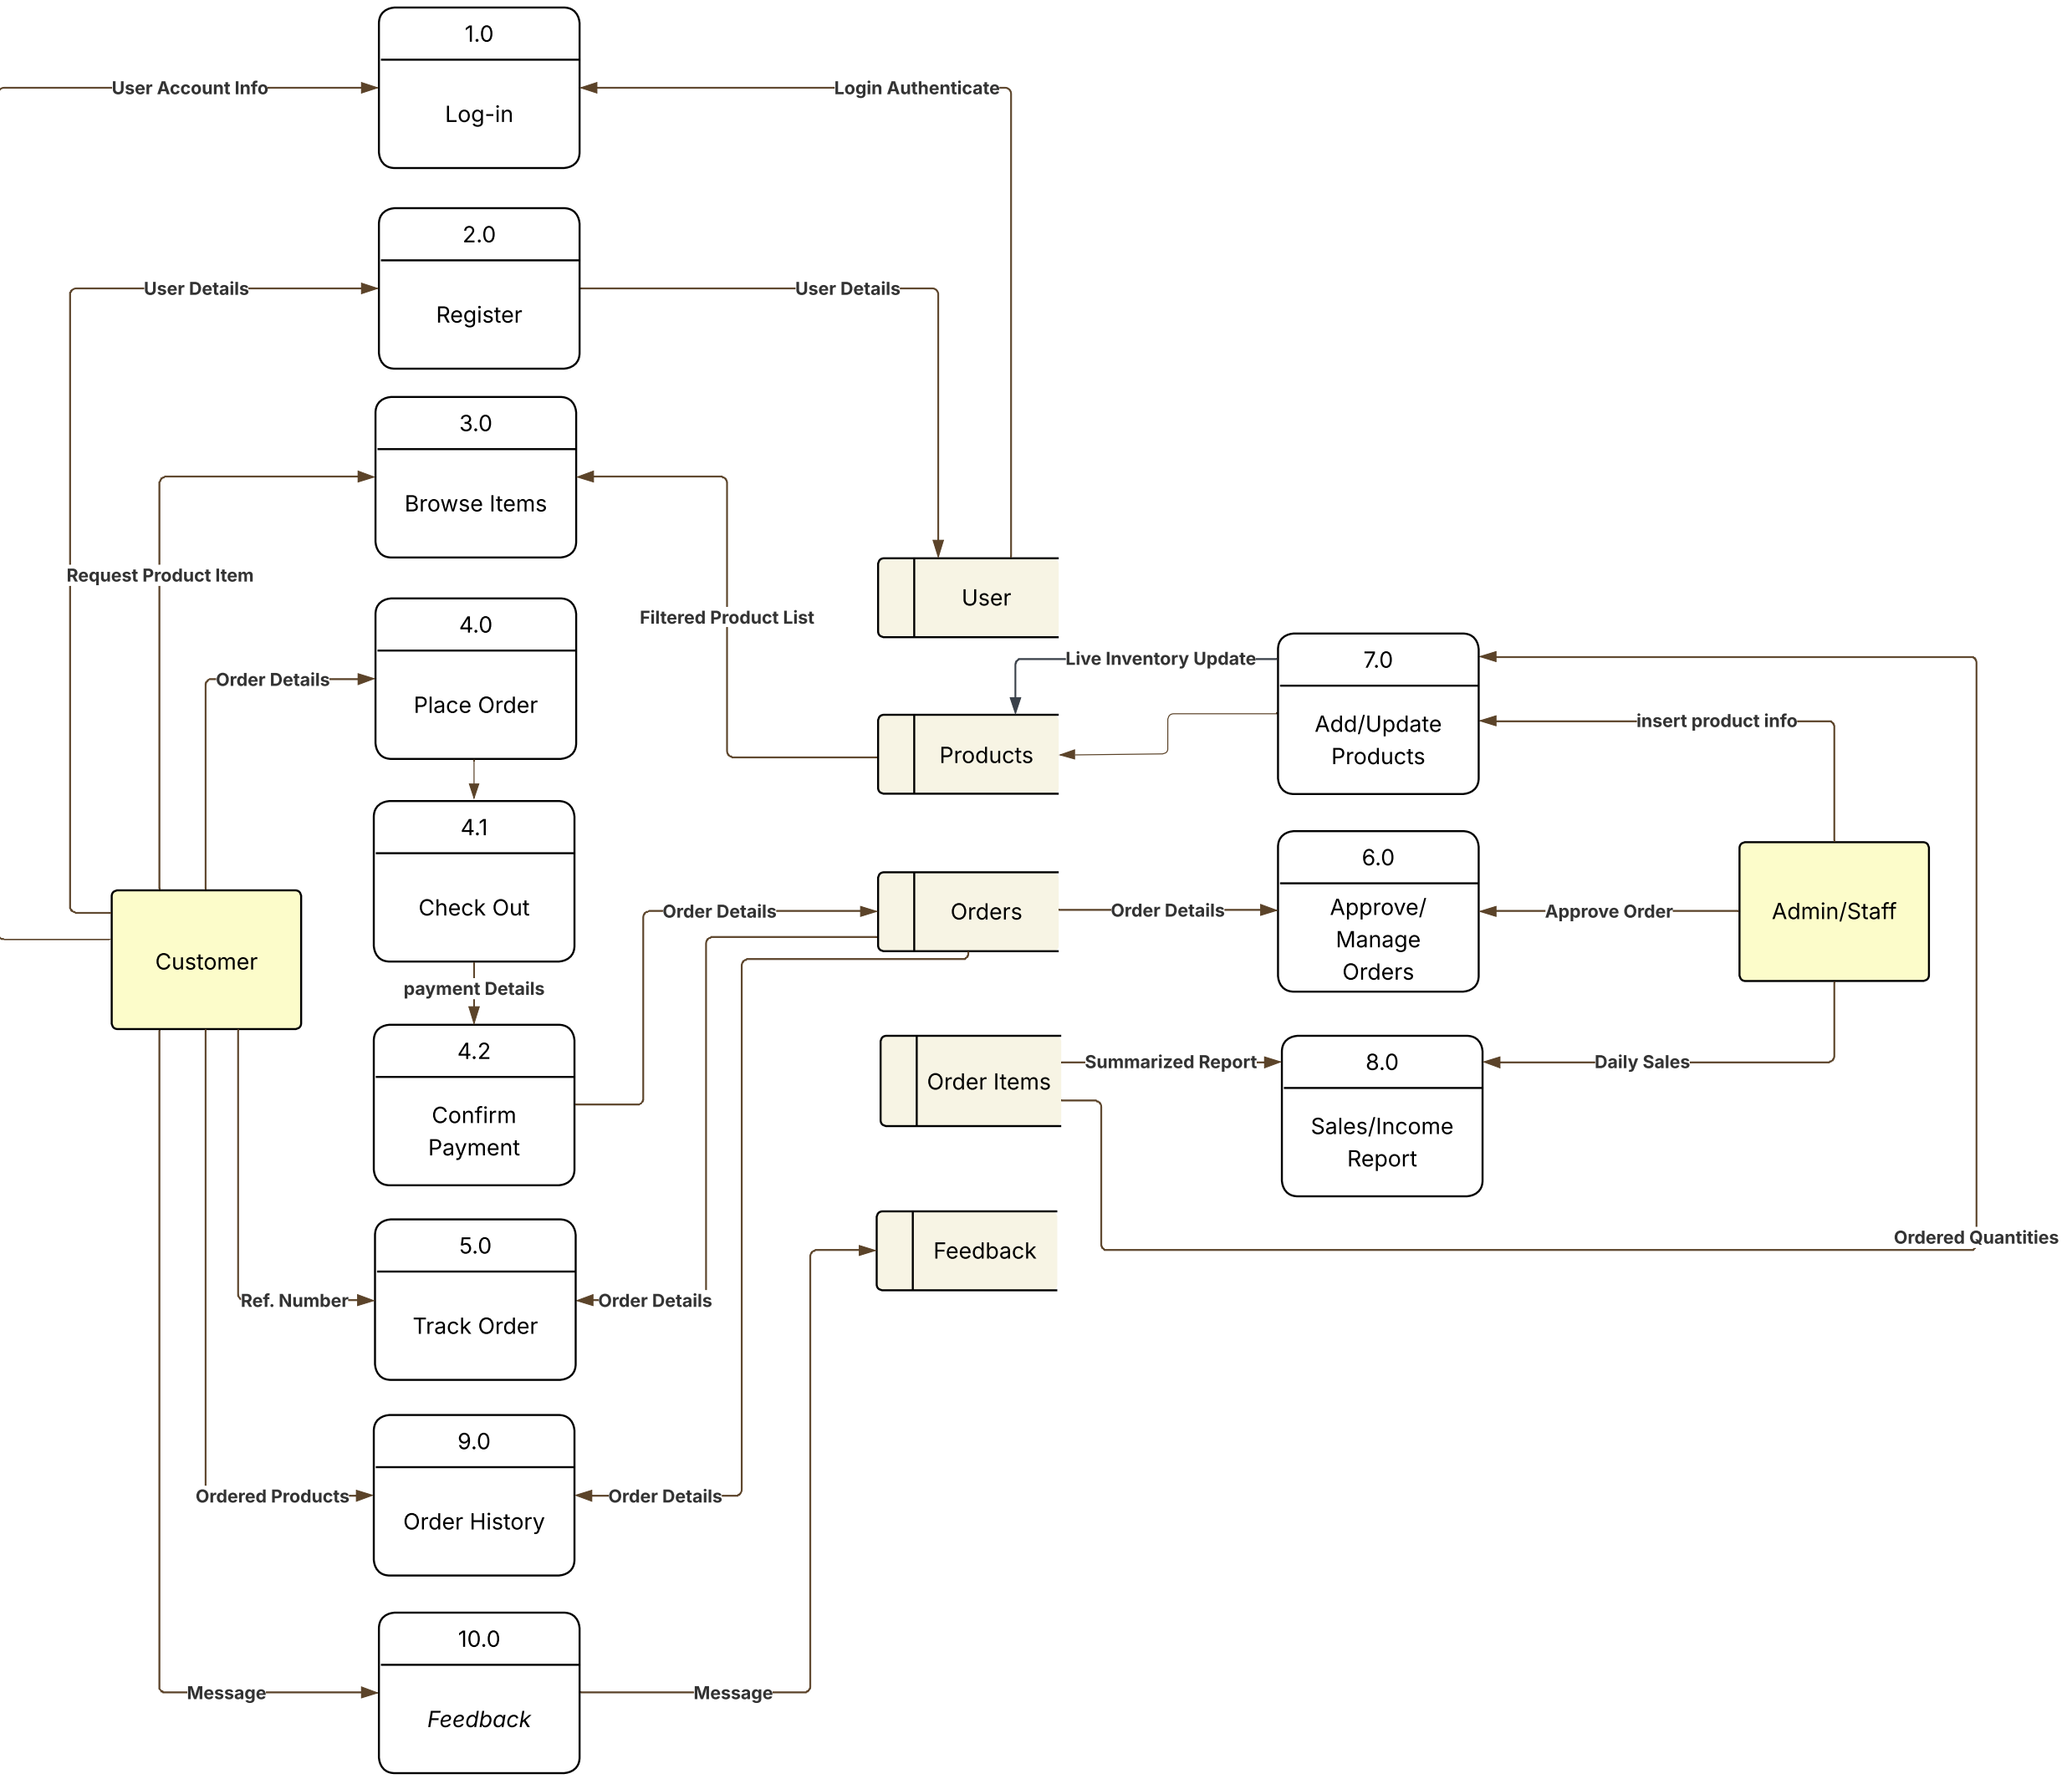 1.0
User Account Info
Login Authenticate
Log-in
2.0
User Details
User Details
Register
3.0
Browse Items
Request Product Item
User
Filtered Product List
4.0
Order Details
Place Order
Live Inventory Update
7.0
insert product info
Add/Update
Products
Products
4.1
Check Out
6.0
Order Details
Orders
Order Details
Approve/
Manage
Orders
Approve Order
Admin/Staff
Customer
payment Details
4.2
Confirm
Payment
Order Items
Summarized Report
8.0
Daily Sales
Sales/Income
Report
Ordered Quantities
5.0
Feedback
Ref. Number
Order Details
Track Order
9.0
Ordered Products
Order Details
Order History
10.0
Message
Message
Feedback